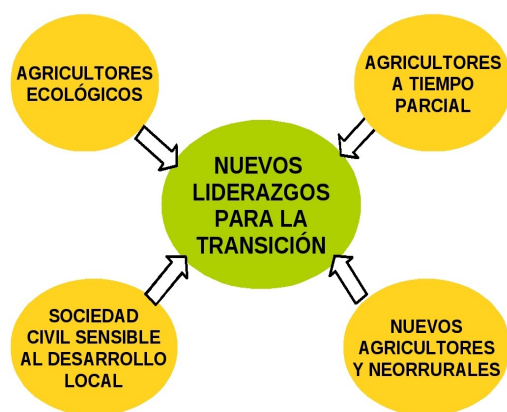 AGRICULTORES
ECOLÓGICOS
AGRICULTORES
A TIEMPO
PARCIAL
NUEVOS
LIDERAZGOS
PARA LA
TRANSICIÓN
SOCIEDAD
CIVIL SENSIBLE
AL DESARROLLO
LOCAL
NUEVOS
AGRICULTORES
Y NEORRURALES